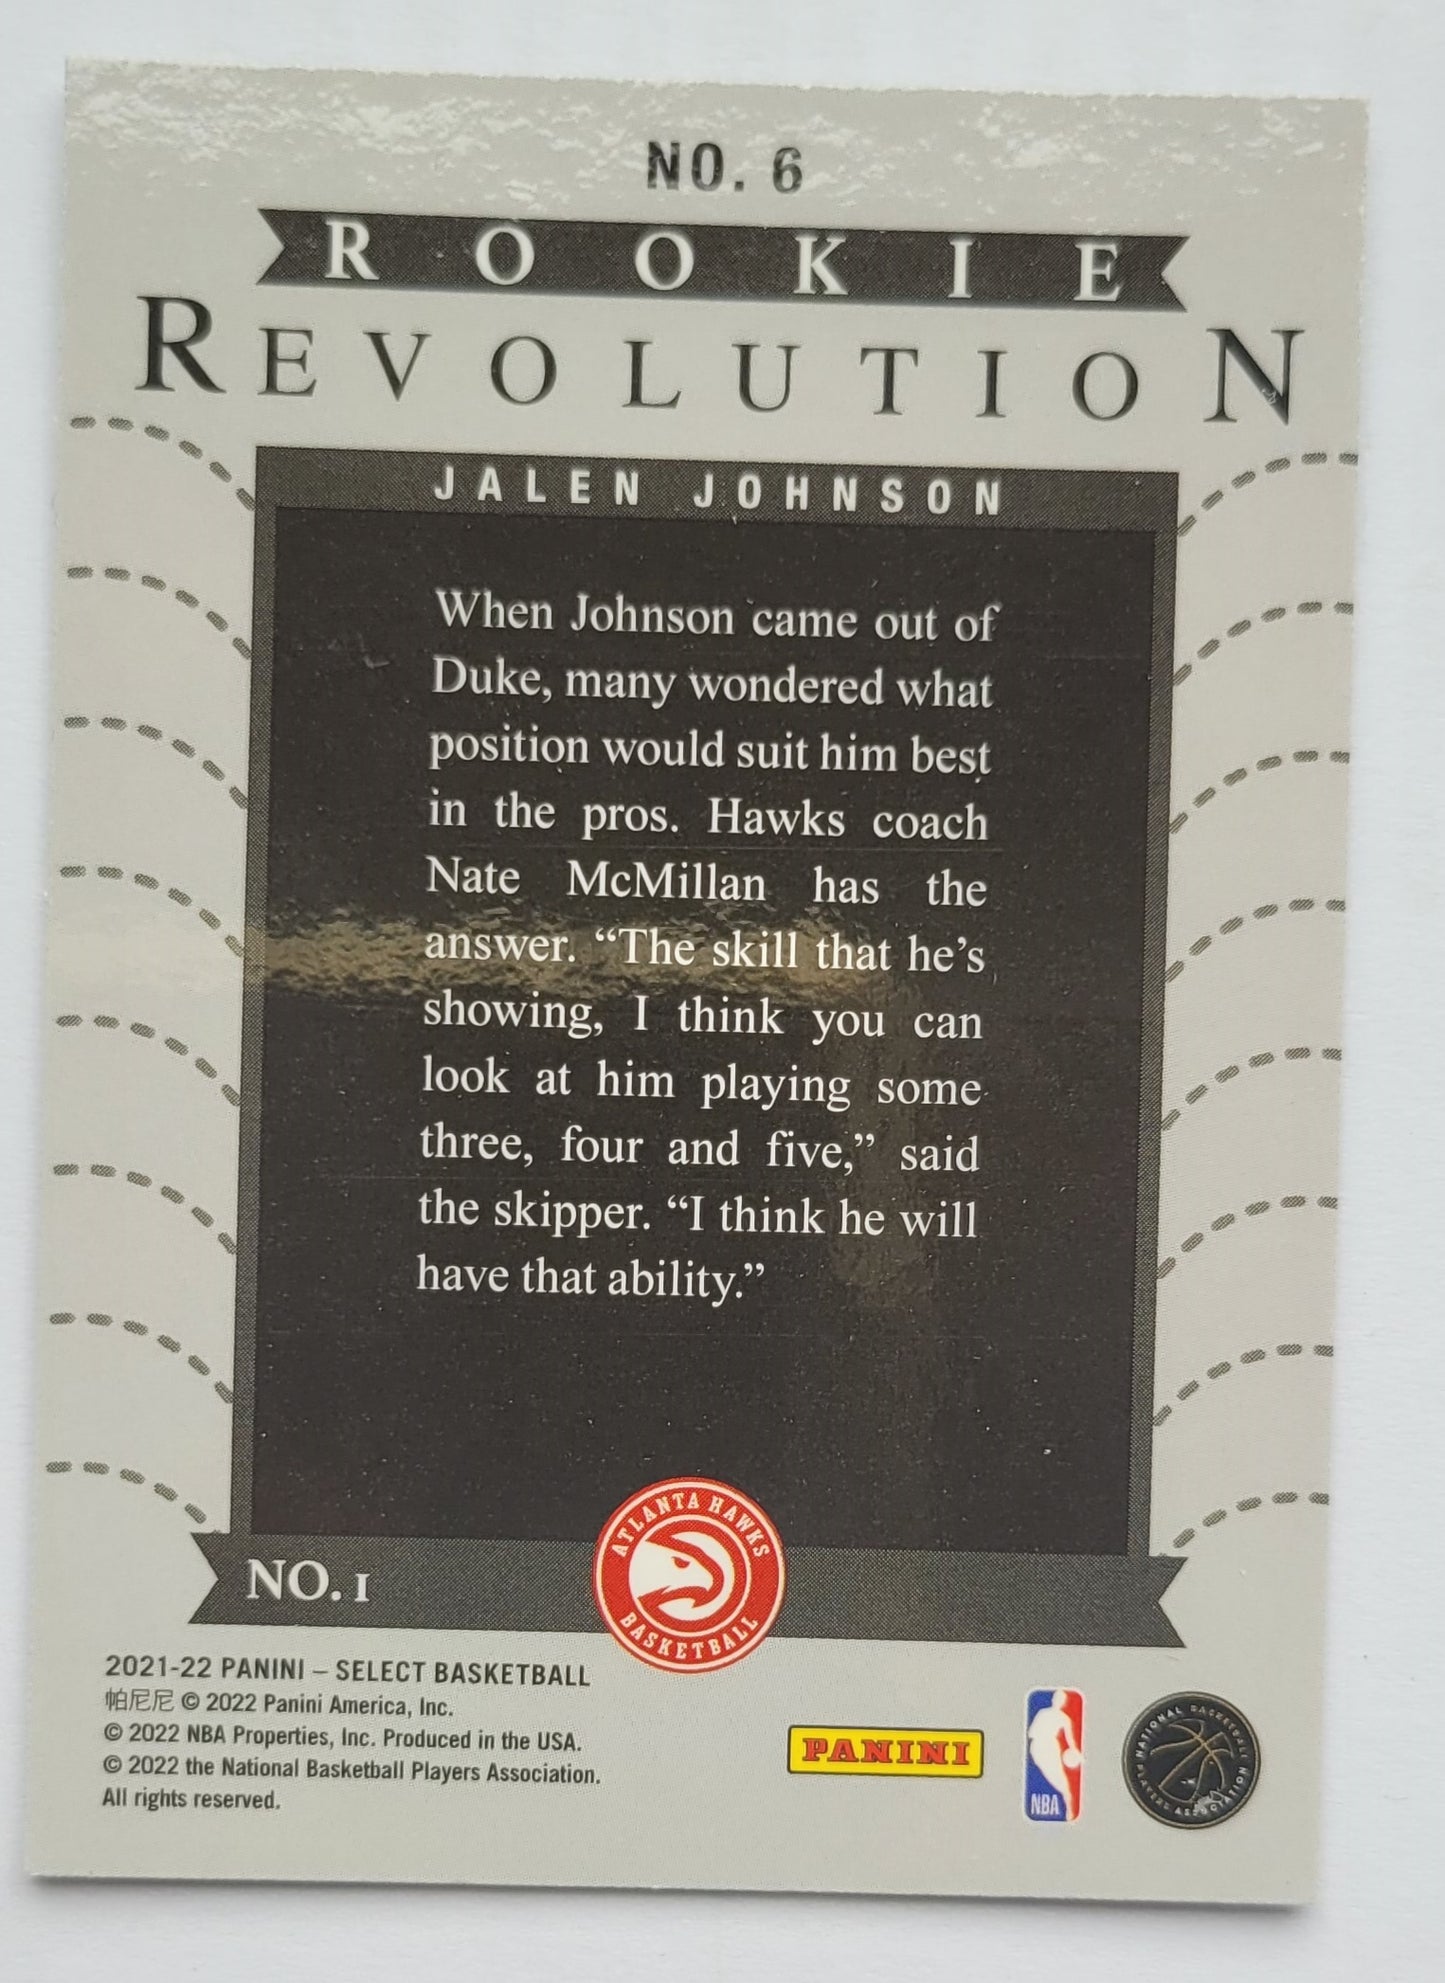 NO. 6
ROOKIE
REVOLUTION
JALEN JOHNSON
When Johnson came out of
Duke, many wondered what
position would suit him best
in the pros. Hawks coach
Nate McMillan has the
answer. “The skill that he’s
showing, I think you can
look at him playing some
three, four and five,” said
the skipper. “I think he will
have that ability.”
NO. 1
ATLANTA HAWKS
BASKETBALL
2021-22 PANINI – SELECT BASKETBALL
帕尼尼 © 2022 Panini America, Inc.
© 2022 NBA Properties, Inc. Produced in the USA.
© 2022 the National Basketball Players Association.
All rights reserved.
PANINI
NBA
NATIONAL BASKETBALL
PLAYERS ASSOCIATION